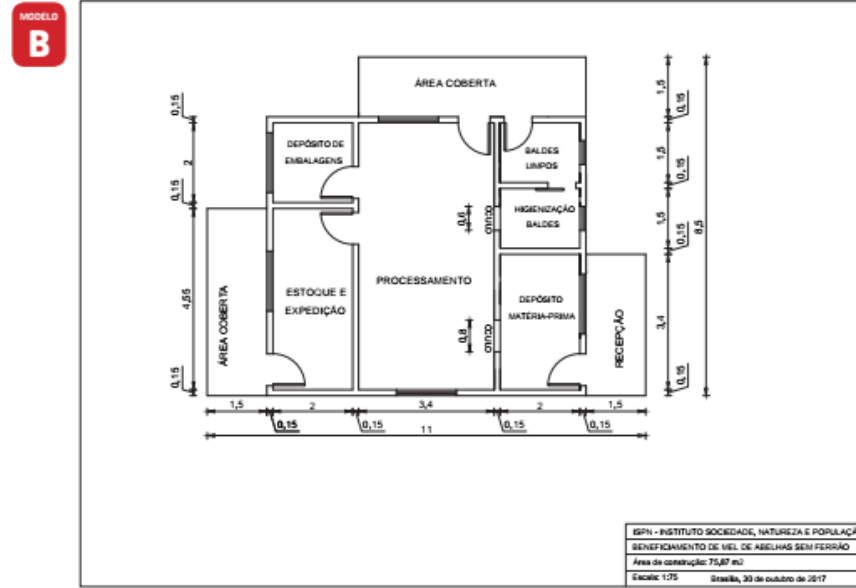 MODELO
B
ÁREA COBERTA
DEPÓSITO DE
EMBALAGENS
BALDES
LIMPOS
HIGIENIZAÇÃO
BALDES
PROCESSAMENTO
ESTOQUE E
EXPEDIÇÃO
DEPÓSITO
MATÉRIA-PRIMA
ÁREA COBERTA
RECEPÇÃO
ÓCULO
0,6
ÓCULO
0,8
0,15
2
0,15
4,55
0,15
1,5
0,15
1,5
0,15
1,5
0,15
3,4
0,15
8,5
1,5
2
3,4
2
1,5
0,15
0,15
0,15
0,15
11
ISPN - INSTITUTO SOCIEDADE, NATUREZA E POPULAÇÃ
BENEFICIAMENTO DE MEL DE ABELHAS SEM FERRÃO
Área de construção: 75,87 m2
Escala: 1:75 Brasília, 30 de outubro de 2017